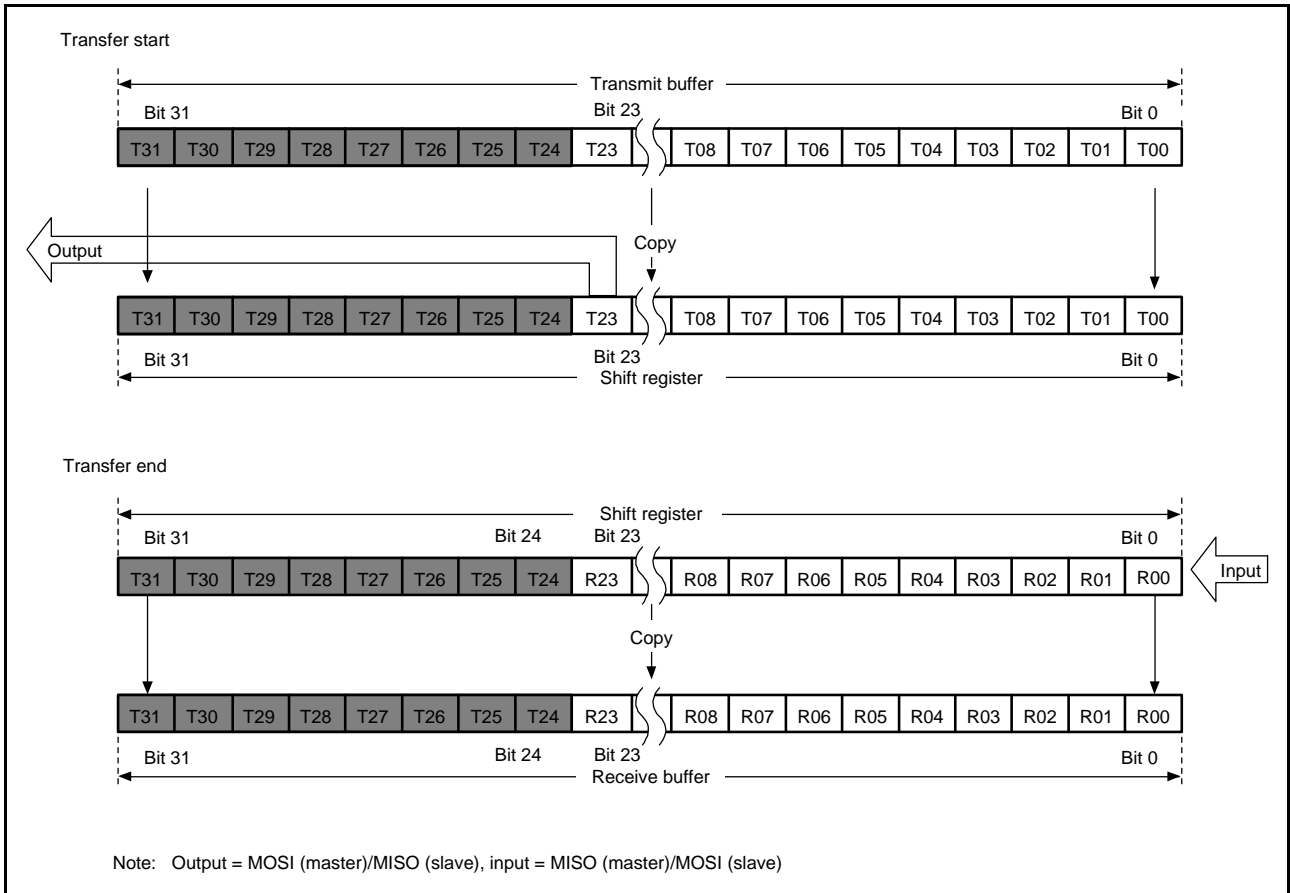 Transfer start
Transmit buffer
Bit 31 Bit 23 Bit 0
T31 T30 T29 T28 T27 T26 T25 T24 T23 T08 T07 T06 T05 T04 T03 T02 T01 T00
Output Copy
T31 T30 T29 T28 T27 T26 T25 T24 T23 T08 T07 T06 T05 T04 T03 T02 T01 T00
Bit 31 Bit 23 Bit 0
Shift register
Transfer end
Shift register
Bit 31 Bit 24 Bit 23 Bit 0
T31 T30 T29 T28 T27 T26 T25 T24 R23 R08 R07 R06 R05 R04 R03 R02 R01 R00 Input
Copy
T31 T30 T29 T28 T27 T26 T25 T24 R23 R08 R07 R06 R05 R04 R03 R02 R01 R00
Bit 31 Bit 24 Bit 23 Bit 0
Receive buffer
Note: Output = MOSI (master)/MISO (slave), input = MISO (master)/MOSI (slave)